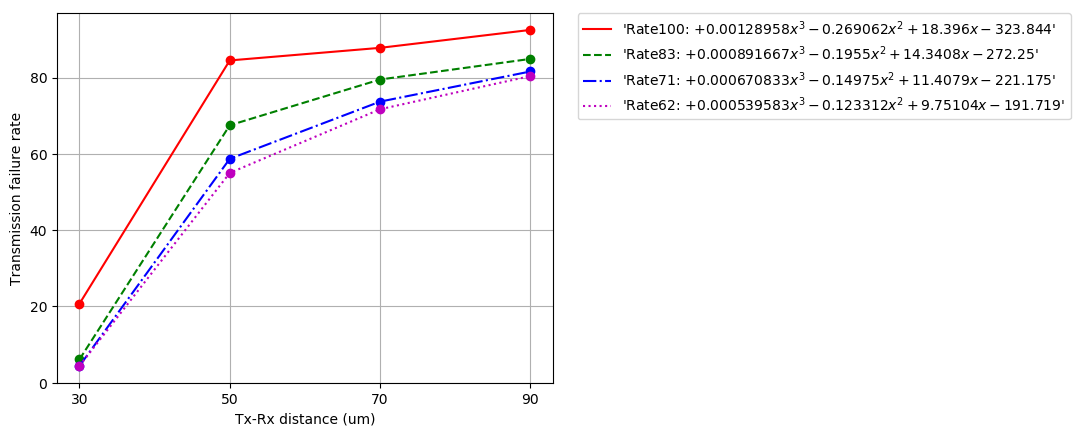 'Rate100: +0.00128958x³ − 0.269062x² + 18.396x − 323.844'
'Rate83: +0.000891667x³ − 0.1955x² + 14.3408x − 272.25'
'Rate71: +0.000670833x³ − 0.14975x² + 11.4079x − 221.175'
'Rate62: +0.000539583x³ − 0.123312x² + 9.75104x − 191.719'
Transmission failure rate
80
60
40
20
0
30 50 70 90
Tx-Rx distance (um)